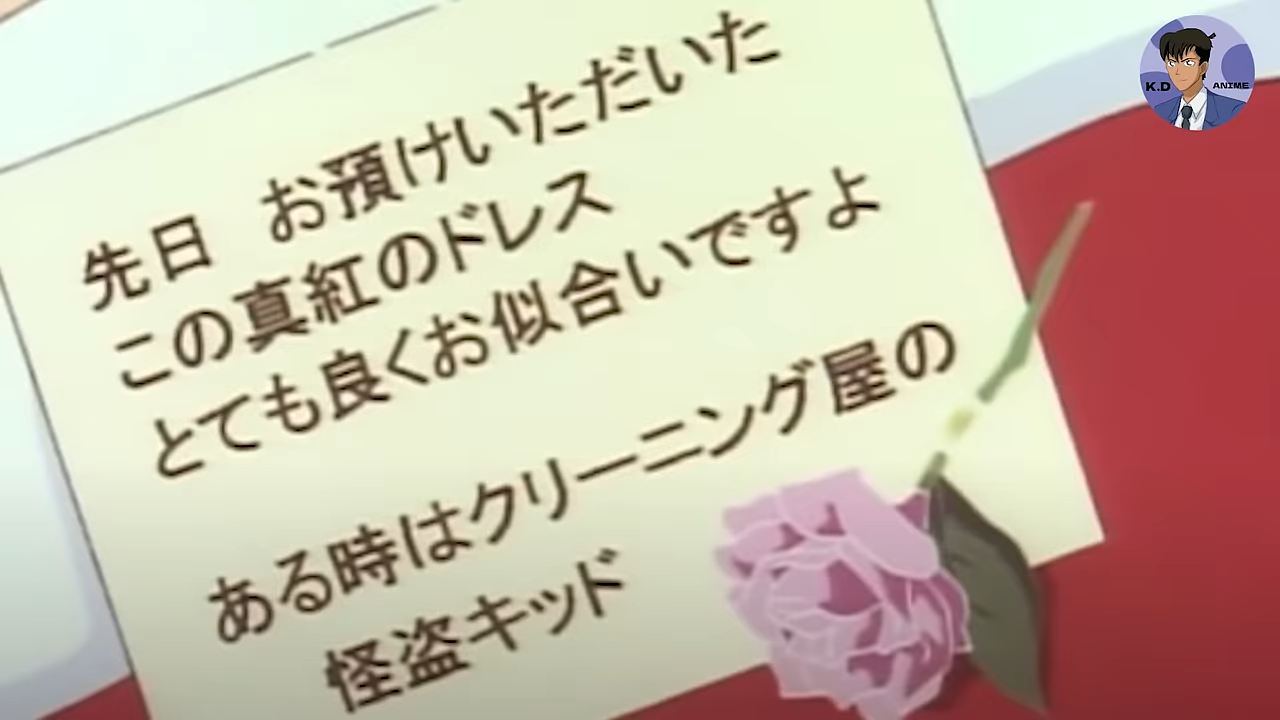 先日　お預けいただいた
この真紅のドレス
とても良くお似合いですよ
ある時はクリーニング屋の
怪盗キッド
K.D ANIME